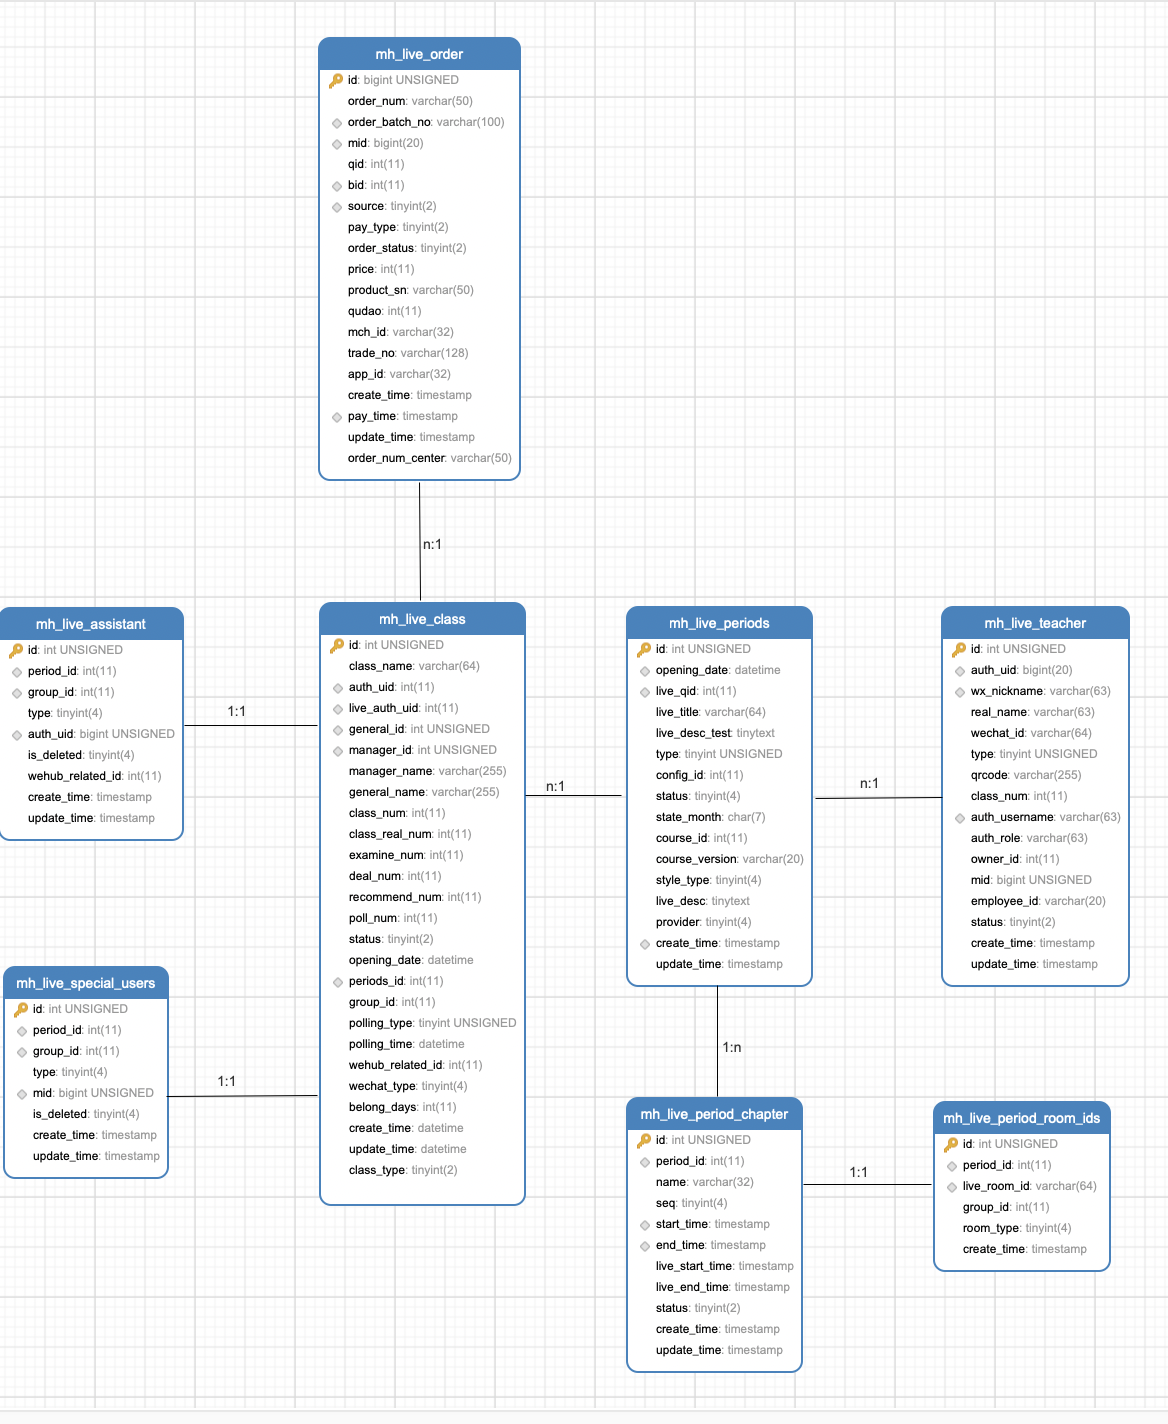 mh_live_order
id: bigint UNSIGNED
order_num: varchar(50)
order_batch_no: varchar(100)
mid: bigint(20)
qid: int(11)
bid: int(11)
source: tinyint(2)
pay_type: tinyint(2)
order_status: tinyint(2)
price: int(11)
product_sn: varchar(50)
qudao: int(11)
mch_id: varchar(32)
trade_no: varchar(128)
app_id: varchar(32)
create_time: timestamp
pay_time: timestamp
update_time: timestamp
order_num_center: varchar(50)
n:1
mh_live_assistant
id: int UNSIGNED
period_id: int(11)
group_id: int(11)
type: tinyint(4)
auth_uid: bigint UNSIGNED
is_deleted: tinyint(4)
wehub_related_id: int(11)
create_time: timestamp
update_time: timestamp
1:1
mh_live_class
id: int UNSIGNED
class_name: varchar(64)
auth_uid: int(11)
live_auth_uid: int(11)
general_id: int UNSIGNED
manager_id: int UNSIGNED
manager_name: varchar(255)
general_name: varchar(255)
class_num: int(11)
class_real_num: int(11)
examine_num: int(11)
deal_num: int(11)
recommend_num: int(11)
poll_num: int(11)
status: tinyint(2)
opening_date: datetime
periods_id: int(11)
group_id: int(11)
polling_type: tinyint UNSIGNED
polling_time: datetime
wehub_related_id: int(11)
wechat_type: tinyint(4)
belong_days: int(11)
create_time: datetime
update_time: datetime
class_type: tinyint(2)
n:1
mh_live_periods
id: int UNSIGNED
opening_date: datetime
live_qid: int(11)
live_title: varchar(64)
live_desc_test: tinytext
type: tinyint UNSIGNED
config_id: int(11)
status: tinyint(4)
state_month: char(7)
course_id: int(11)
course_version: varchar(20)
style_type: tinyint(4)
live_desc: tinytext
provider: tinyint(4)
create_time: timestamp
update_time: timestamp
n:1
mh_live_teacher
id: int UNSIGNED
auth_uid: bigint(20)
wx_nickname: varchar(63)
real_name: varchar(63)
wechat_id: varchar(64)
type: tinyint UNSIGNED
qrcode: varchar(255)
class_num: int(11)
auth_username: varchar(63)
auth_role: varchar(63)
owner_id: int(11)
mid: bigint UNSIGNED
employee_id: varchar(20)
status: tinyint(2)
create_time: timestamp
update_time: timestamp
mh_live_special_users
id: int UNSIGNED
period_id: int(11)
group_id: int(11)
type: tinyint(4)
mid: bigint UNSIGNED
is_deleted: tinyint(4)
create_time: timestamp
update_time: timestamp
1:1
1:n
mh_live_period_chapter
id: int UNSIGNED
period_id: int(11)
name: varchar(32)
seq: tinyint(4)
start_time: timestamp
end_time: timestamp
live_start_time: timestamp
live_end_time: timestamp
status: tinyint(2)
create_time: timestamp
update_time: timestamp
1:1
mh_live_period_room_ids
id: int UNSIGNED
period_id: int(11)
live_room_id: varchar(64)
group_id: int(11)
room_type: tinyint(4)
create_time: timestamp